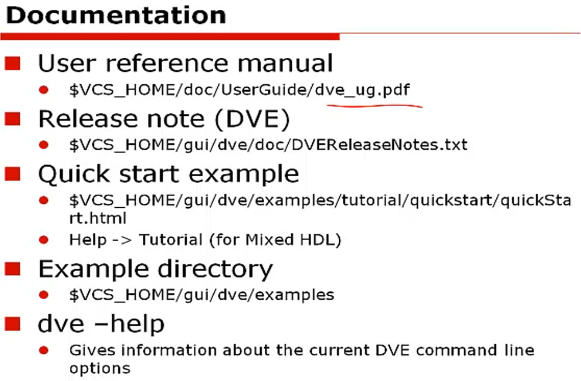 Documentation
User reference manual
$VCS_HOME/doc/UserGuide/dve_ug.pdf
Release note (DVE)
$VCS_HOME/gui/dve/doc/DVEReleaseNotes.txt
Quick start example
$VCS_HOME/gui/dve/examples/tutorial/quickstart/quickSta
rt.html
Help -> Tutorial (for Mixed HDL)
Example directory
$VCS_HOME/gui/dve/examples
dve –help
Gives information about the current DVE command line
options